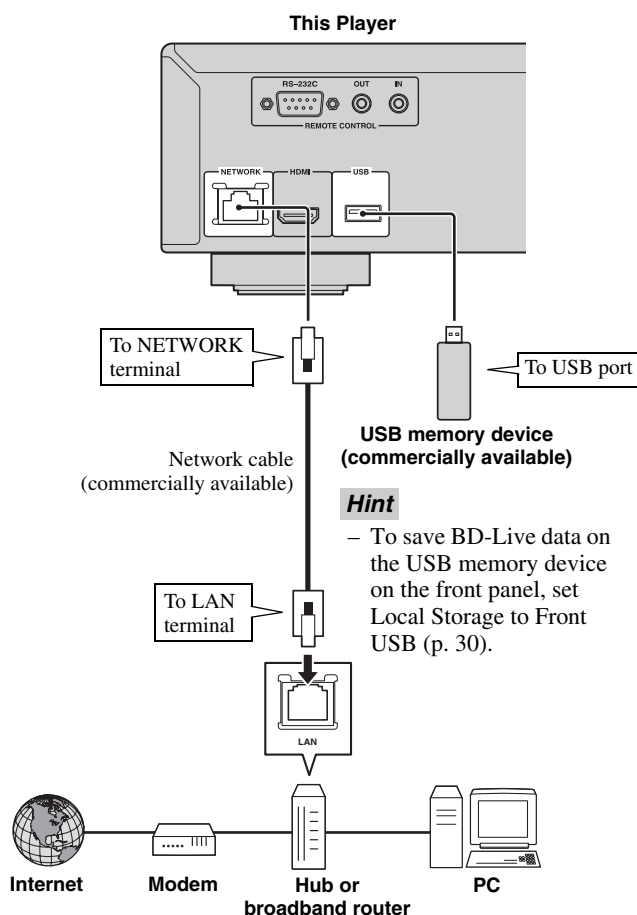 This Player
RS–232C
OUT
IN
REMOTE CONTROL
NETWORK
HDMI
USB
To NETWORK
terminal
To USB port
USB memory device
(commercially available)
Network cable
(commercially available)
Hint
– To save BD-Live data on
the USB memory device
on the front panel, set
Local Storage to Front
USB (p. 30).
To LAN
terminal
LAN
Internet
Modem
Hub or
broadband router
PC